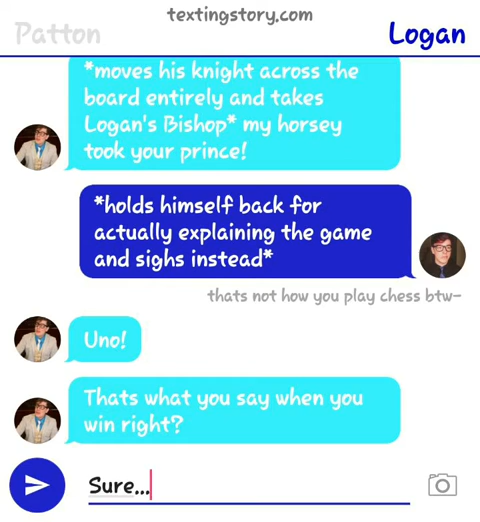 textingstory.com
Patton
Logan
*moves his knight across the
board entirely and takes
Logan's Bishop* my horsey
took your prince!
*holds himself back for
actually explaining the game
and sighs instead*
thats not how you play chess btw-
Uno!
Thats what you say when you
win right?
Sure...